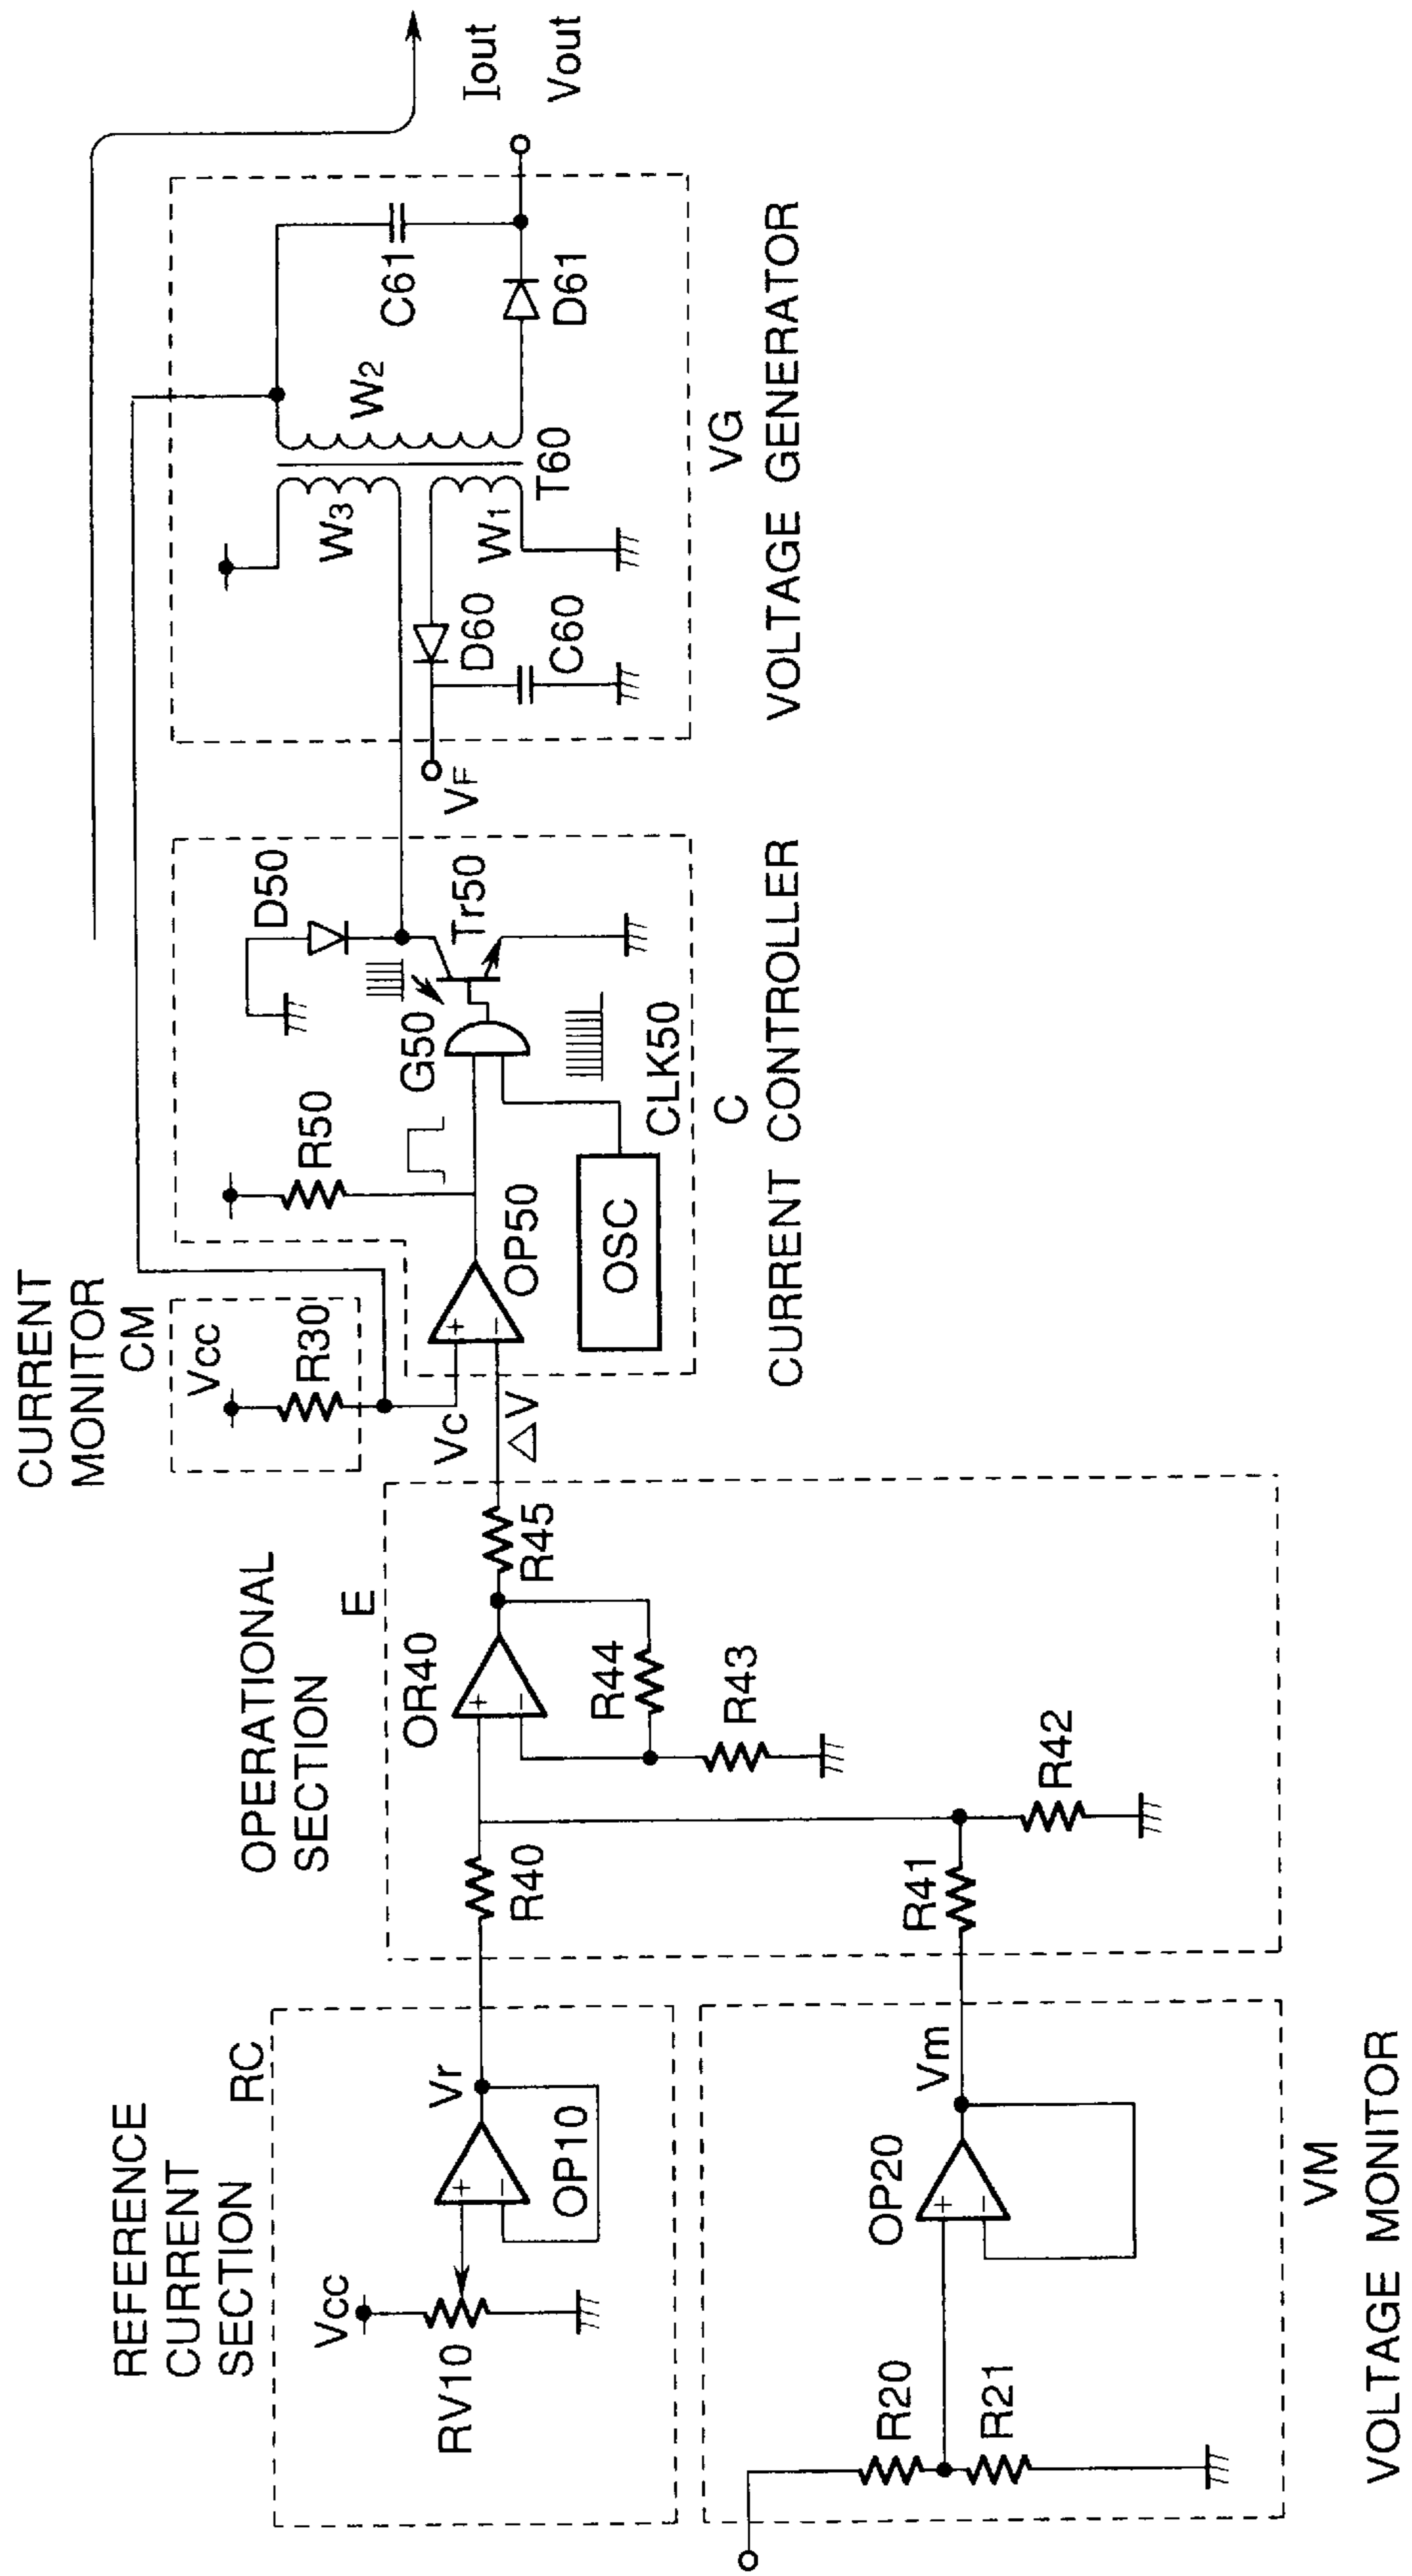 REFERENCE
CURRENT
SECTION RC
Vcc
RV10
OP10
+
−
Vr
R20
R21
OP20
+
−
Vm
VM
VOLTAGE MONITOR
OPERATIONAL
SECTION E
R40
R41
R42
OR40
+
−
R44
R43
R45
CURRENT
MONITOR
CM
Vcc
R30
Vc
△V
OP50
+
−
R50
OSC
CLK50
G50
D50
Tr50
C
CURRENT CONTROLLER
VF
D60
C60
W3
W1
W2
T60
C61
D61
VG
VOLTAGE GENERATOR
Iout
Vout